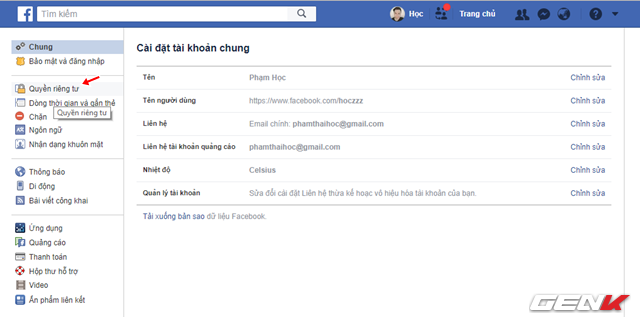 f
Tìm kiếm
Học
Trang chủ
Chung
Bảo mật và đăng nhập
Quyền riêng tư
Dòng thời gian và gắn thẻ
Quyền riêng tư
Chặn
Ngôn ngữ
Nhận dạng khuôn mặt
Thông báo
Di động
Bài viết công khai
Ứng dụng
Quảng cáo
Thanh toán
Hộp thư hỗ trợ
Video
Ấn phẩm liên kết
Cài đặt tài khoản chung
Tên Phạm Học Chỉnh sửa
Tên người dùng https://www.facebook.com/hoczzz Chỉnh sửa
Liên hệ Email chính: phamthaihoc@gmail.com Chỉnh sửa
Liên hệ tài khoản quảng cáo phamthaihoc@gmail.com Chỉnh sửa
Nhiệt độ Celsius Chỉnh sửa
Quản lý tài khoản Sửa đổi cài đặt Liên hệ thừa kế hoặc vô hiệu hóa tài khoản của bạn. Chỉnh sửa
Tải xuống bản sao dữ liệu Facebook.
GENK